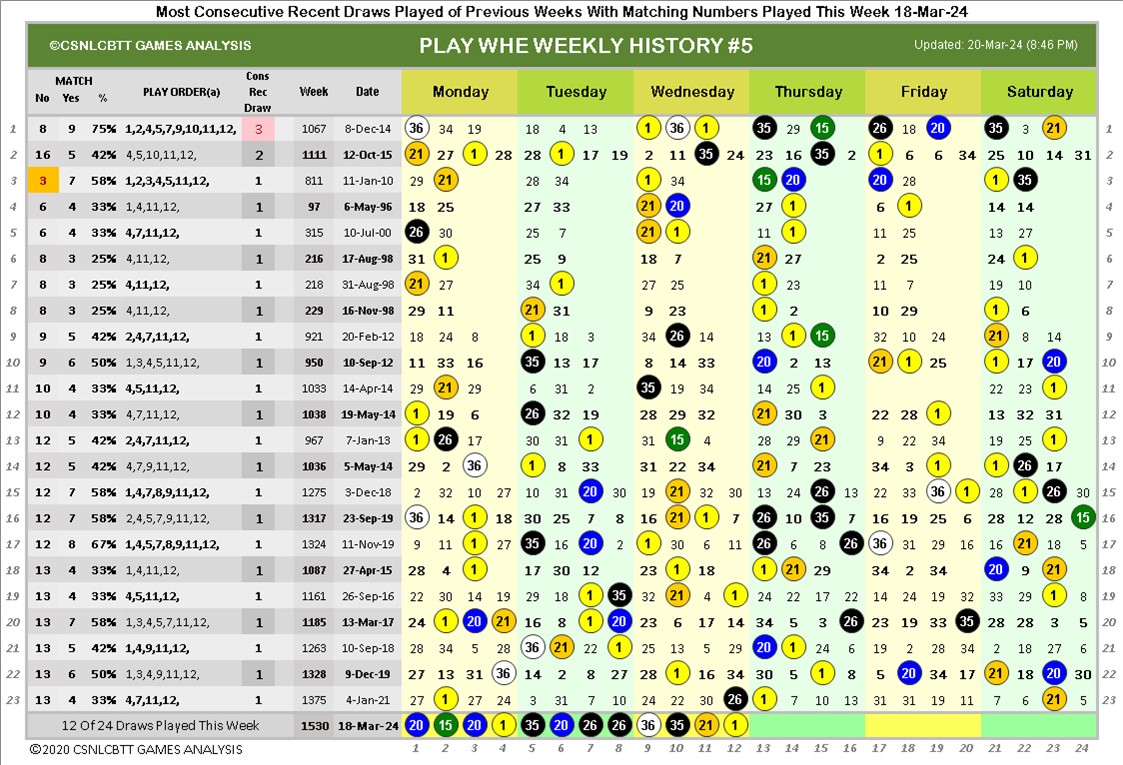 Most Consecutive Recent Draws Played of Previous Weeks With Matching Numbers Played This Week 18-Mar-24
©CSNLCBTT GAMES ANALYSIS PLAY WHE WEEKLY HISTORY #5 Updated: 20-Mar-24 (8:46 PM)
No MATCH Yes % PLAY ORDER(a) Cons Rec Draw Week Date Monday Tuesday Wednesday Thursday Friday Saturday
1 8 9 75% 1,2,4,5,7,9,10,11,12, 3 1067 8-Dec-14 36 34 19 18 4 13 1 36 1 35 29 15 26 18 20 35 3 21 1
2 16 5 42% 4,5,10,11,12, 2 1111 12-Oct-15 21 27 1 28 28 1 17 19 2 11 35 24 23 16 35 2 1 6 6 34 25 10 14 31 2
3 3 7 58% 1,2,3,4,5,11,12, 1 811 11-Jan-10 29 21 28 34 1 34 15 20 20 28 1 35 3
4 6 4 33% 1,4,11,12, 1 97 6-May-96 18 25 27 33 21 20 27 1 6 1 14 14 4
5 6 4 33% 4,7,11,12, 1 315 10-Jul-00 26 30 25 7 21 1 11 1 11 25 13 27 5
6 8 3 25% 4,11,12, 1 216 17-Aug-98 31 1 25 9 18 7 21 27 2 25 24 1 6
7 8 3 25% 4,11,12, 1 218 31-Aug-98 21 27 34 1 27 25 1 23 11 7 19 10 7
8 8 3 25% 4,11,12, 1 229 16-Nov-98 29 11 21 31 9 23 1 2 10 29 1 6 8
9 9 5 42% 2,4,7,11,12, 1 921 20-Feb-12 18 24 8 1 18 3 34 26 14 13 1 15 32 10 24 21 8 14 9
10 9 6 50% 1,3,4,5,11,12, 1 950 10-Sep-12 11 33 16 35 13 17 8 14 33 20 2 13 21 1 25 1 17 20 10
11 10 4 33% 4,5,11,12, 1 1033 14-Apr-14 29 21 29 6 31 2 35 19 34 14 25 1 22 23 1 11
12 10 4 33% 4,7,11,12, 1 1038 19-May-14 1 19 6 26 32 19 28 29 32 21 30 3 22 28 1 13 32 31 12
13 12 5 42% 2,4,7,11,12, 1 967 7-Jan-13 1 26 17 30 31 1 31 15 4 28 29 21 9 22 34 19 25 1 13
14 12 5 42% 4,7,9,11,12, 1 1036 5-May-14 29 2 36 1 8 33 31 22 34 21 7 23 34 3 1 1 26 17 14
15 12 7 58% 1,4,7,8,9,11,12, 1 1275 3-Dec-18 2 32 10 27 10 31 20 30 19 21 32 30 13 24 26 13 22 33 36 1 28 1 26 30 15
16 12 7 58% 2,4,5,7,9,11,12, 1 1317 23-Sep-19 36 14 1 18 30 25 7 8 16 21 1 7 26 10 35 7 16 19 25 6 28 12 28 15 16
17 12 8 67% 1,4,5,7,8,9,11,12, 1 1324 11-Nov-19 9 11 1 27 35 16 20 2 1 30 6 11 26 6 8 26 36 31 29 16 16 21 18 5 17
18 13 4 33% 1,4,11,12, 1 1087 27-Apr-15 28 4 1 17 30 12 23 1 18 1 21 29 34 2 34 20 9 21 18
19 13 4 33% 4,5,11,12, 1 1161 26-Sep-16 22 30 14 19 29 18 1 35 32 21 4 1 24 22 17 22 14 24 19 32 33 29 1 8 19
20 13 7 58% 1,3,4,5,7,11,12, 1 1185 13-Mar-17 24 1 20 21 16 7 1 20 23 6 17 14 34 5 3 26 23 19 33 35 28 28 3 5 20
21 13 5 42% 1,4,9,11,12, 1 1263 10-Sep-18 28 34 5 28 36 21 22 1 25 13 5 29 20 1 24 16 19 2 28 34 2 18 27 6 21
22 13 6 50% 1,3,4,9,11,12, 1 1328 9-Dec-19 27 13 31 36 14 2 8 27 28 1 16 34 30 5 1 8 5 20 34 17 21 18 20 30 22
23 13 4 33% 4,7,11,12, 1 1375 4-Jan-21 27 1 27 24 3 31 7 10 24 22 30 26 1 7 10 13 31 31 19 11 7 6 21 5 23
12 Of 24 Draws Played This Week 1530 18-Mar-24 20 15 20 1 35 20 26 26 36 35 21 1
©2020 CSNLCBTT GAMES ANALYSIS 1 2 3 4 5 6 7 8 9 10 11 12 13 14 15 16 17 18 19 20 21 22 23 24